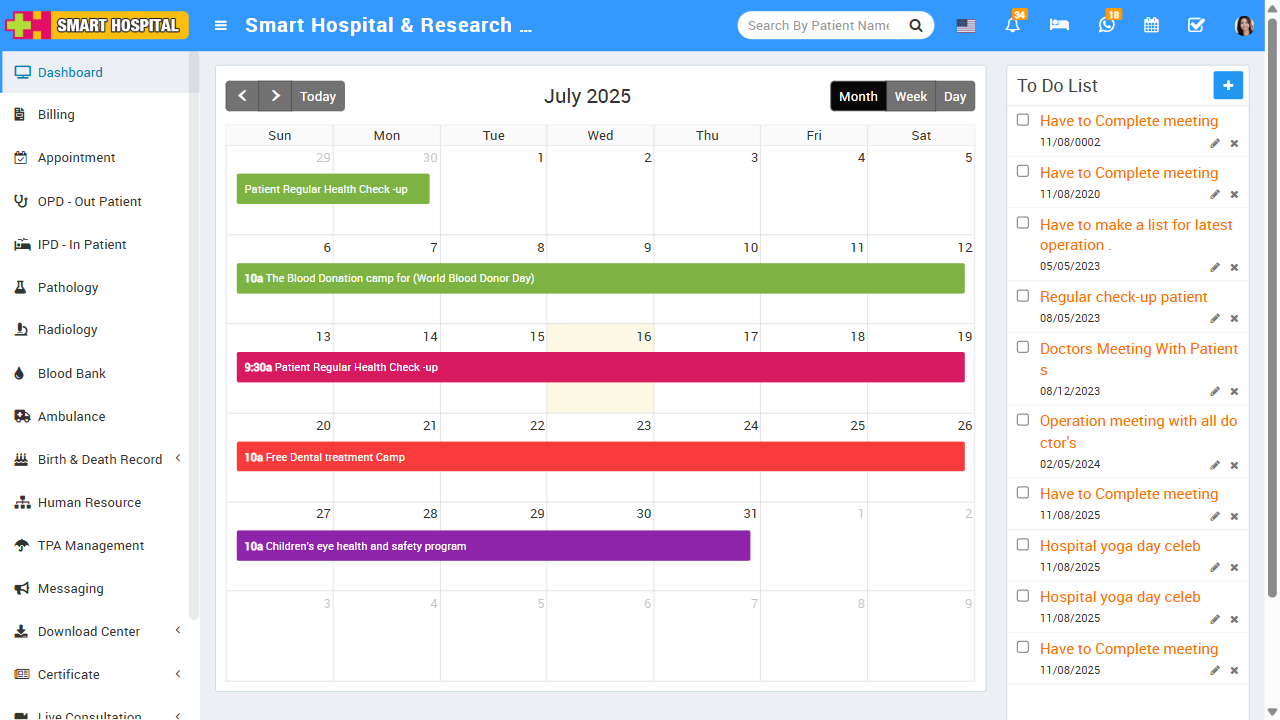 SMART HOSPITAL
Smart Hospital & Research ...
Search By Patient Name
34
18
Dashboard
Billing
Appointment
OPD - Out Patient
IPD - In Patient
Pathology
Radiology
Blood Bank
Ambulance
Birth & Death Record
Human Resource
TPA Management
Messaging
Download Center
Certificate
Live Consultation
Today
July 2025
Month Week Day
Sun Mon Tue Wed Thu Fri Sat
29 30 1 2 3 4 5
Patient Regular Health Check -up
6 7 8 9 10 11 12
10a The Blood Donation camp for (World Blood Donor Day)
13 14 15 16 17 18 19
9:30a Patient Regular Health Check -up
20 21 22 23 24 25 26
10a Free Dental treatment Camp
27 28 29 30 31 1 2
10a Children's eye health and safety program
3 4 5 6 7 8 9
To Do List
Have to Complete meeting
11/08/0002
Have to Complete meeting
11/08/2020
Have to make a list for latest
operation .
05/05/2023
Regular check-up patient
08/05/2023
Doctors Meeting With Patient
s
08/12/2023
Operation meeting with all do
ctor's
02/05/2024
Have to Complete meeting
11/08/2025
Hospital yoga day celeb
11/08/2025
Hospital yoga day celeb
11/08/2025
Have to Complete meeting
11/08/2025